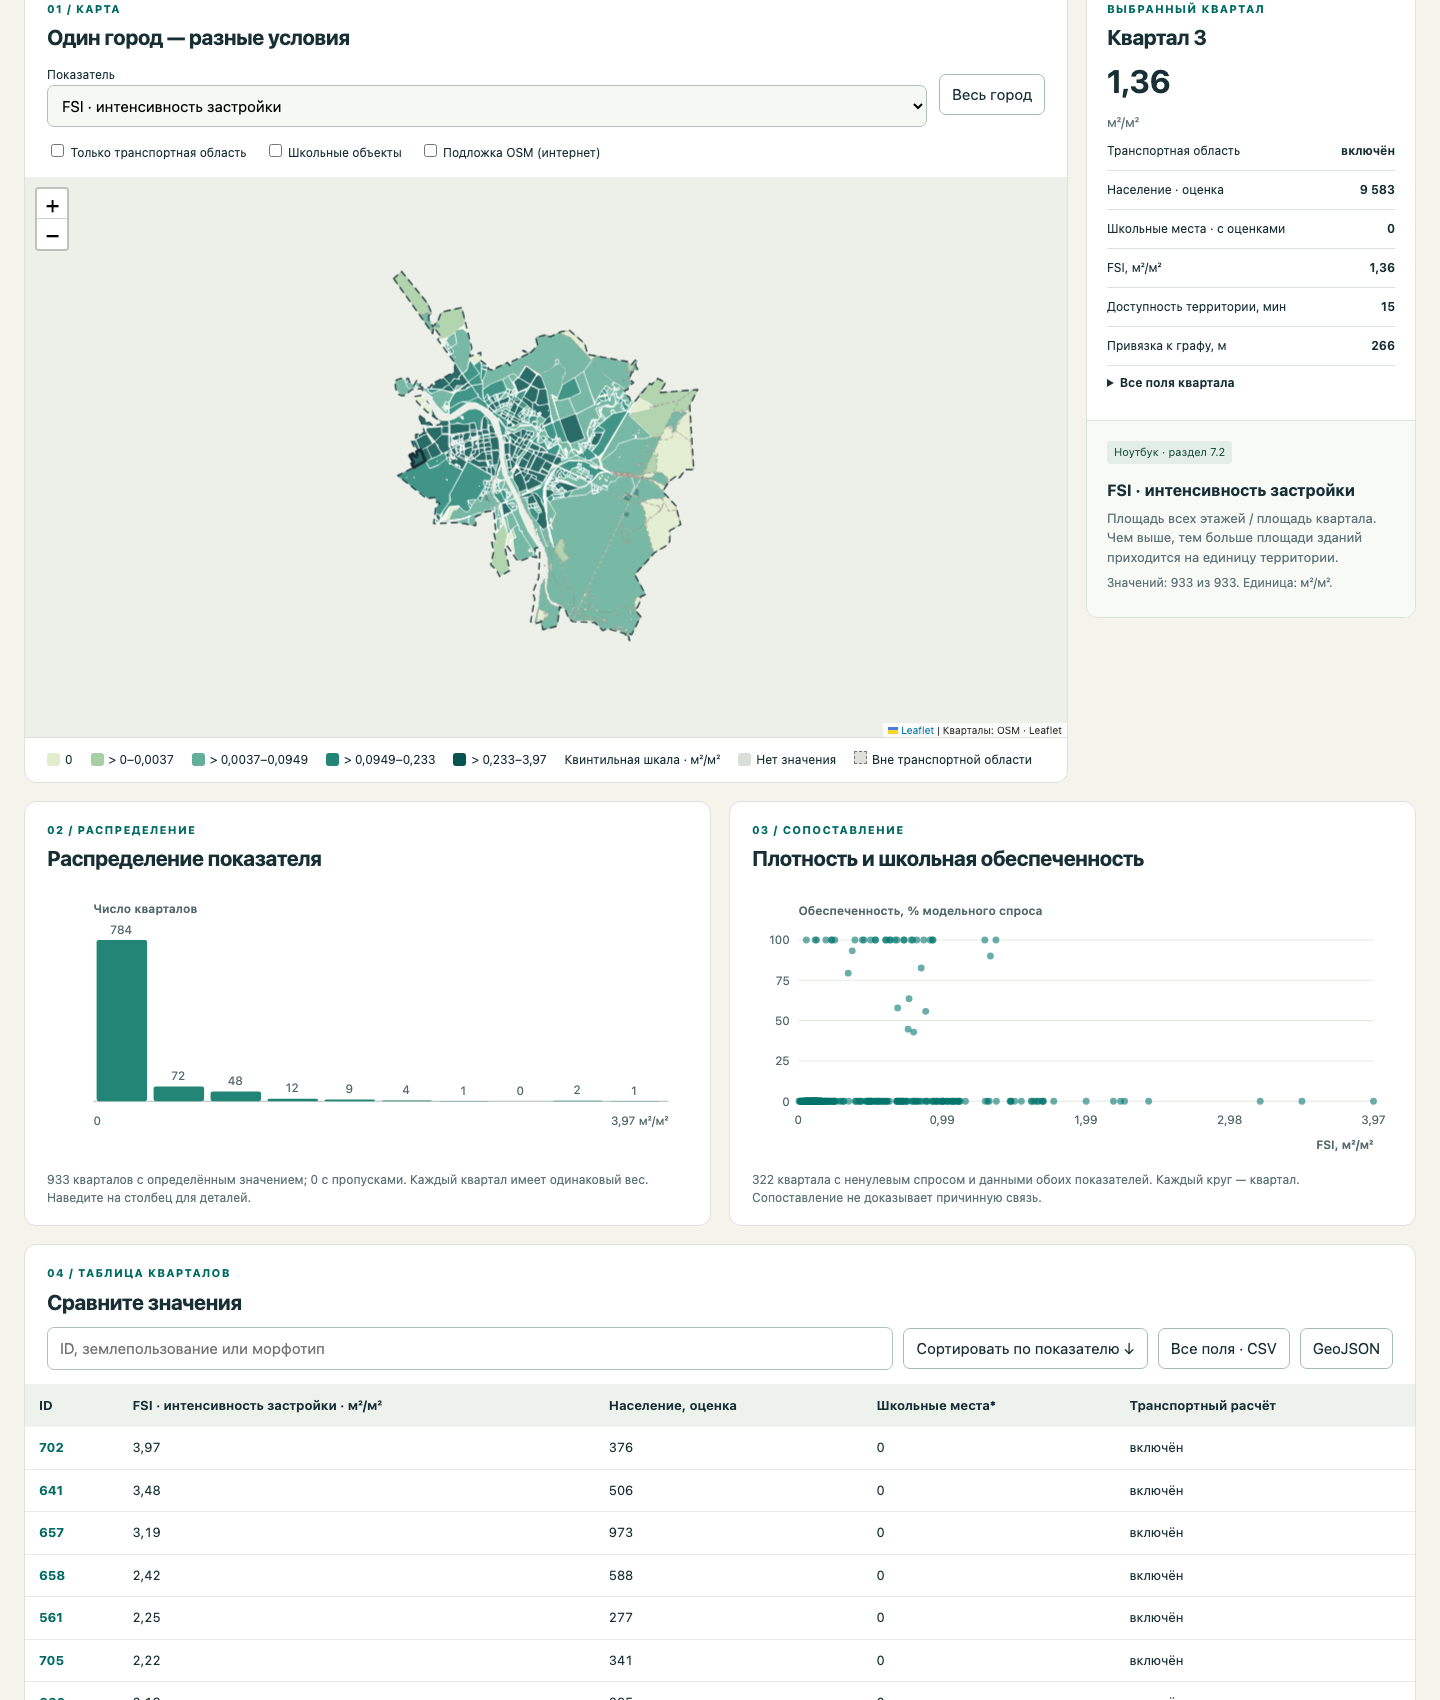 01 / КАРТА
Один город — разные условия
Показатель
FSI · интенсивность застройки
Весь город
Только транспортная область
Школьные объекты
Подложка OSM (интернет)
+
−
Leaflet | Кварталы: OSM · Leaflet
0
> 0–0,0037
> 0,0037–0,0949
> 0,0949–0,233
> 0,233–3,97
Квинтильная шкала · м²/м²
Нет значения
Вне транспортной области
ВЫБРАННЫЙ КВАРТАЛ
Квартал 3
1,36
м²/м²
Транспортная область включён
Население · оценка 9 583
Школьные места · с оценками 0
FSI, м²/м² 1,36
Доступность территории, мин 15
Привязка к графу, м 266
Все поля квартала
Ноутбук · раздел 7.2
FSI · интенсивность застройки
Площадь всех этажей / площадь квартала.
Чем выше, тем больше площади зданий
приходится на единицу территории.
Значений: 933 из 933. Единица: м²/м².
02 / РАСПРЕДЕЛЕНИЕ
Распределение показателя
Число кварталов
784
72
48
12
9
4
1
0
2
1
0
3,97 м²/м²
933 кварталов с определённым значением; 0 с пропусками. Каждый квартал имеет одинаковый вес.
Наведите на столбец для деталей.
03 / СОПОСТАВЛЕНИЕ
Плотность и школьная обеспеченность
Обеспеченность, % модельного спроса
100
75
50
25
0
0
0,99
1,99
2,98
3,97
FSI, м²/м²
322 квартала с ненулевым спросом и данными обоих показателей. Каждый круг — квартал.
Сопоставление не доказывает причинную связь.
04 / ТАБЛИЦА КВАРТАЛОВ
Сравните значения
ID, землепользование или морфотип
Сортировать по показателю ↓
Все поля · CSV
GeoJSON
ID FSI · интенсивность застройки · м²/м² Население, оценка Школьные места* Транспортный расчёт
702 3,97 376 0 включён
641 3,48 506 0 включён
657 3,19 973 0 включён
658 2,42 588 0 включён
561 2,25 277 0 включён
705 2,22 341 0 включён